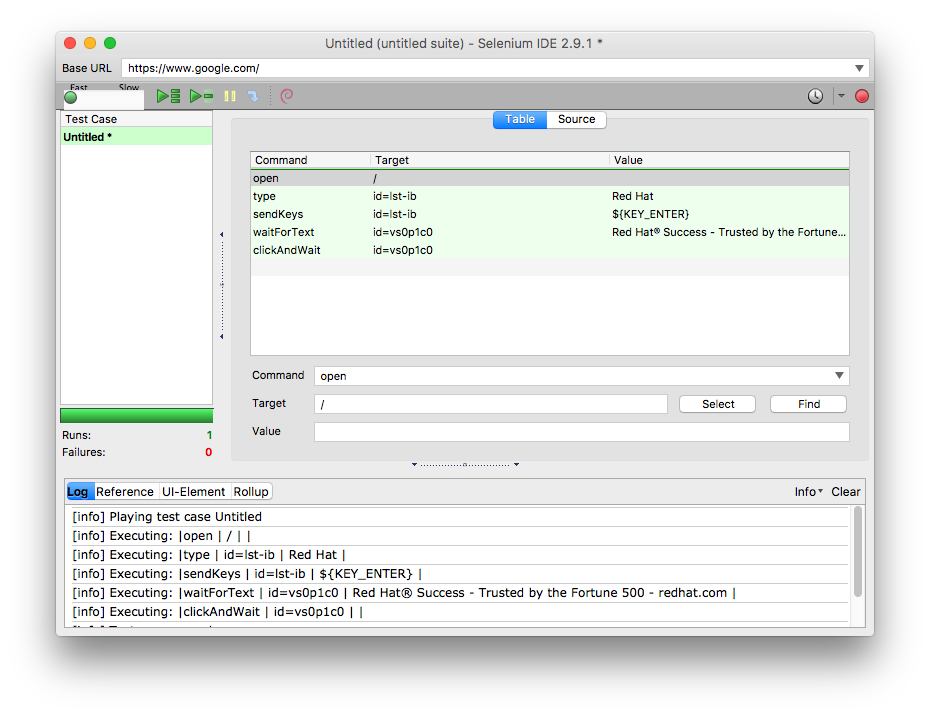 Untitled (untitled suite) - Selenium IDE 2.9.1 *
Base URL https://www.google.com/
Fast Slow
Test Case
Untitled *
Table Source
Command Target Value
open /
type id=lst-ib Red Hat
sendKeys id=lst-ib ${KEY_ENTER}
waitForText id=vs0p1c0 Red Hat® Success - Trusted by the Fortune...
clickAndWait id=vs0p1c0
Command open
Target / Select Find
Value
Runs: 1
Failures: 0
Log Reference UI-Element Rollup Info Clear
[info] Playing test case Untitled
[info] Executing: |open | / | |
[info] Executing: |type | id=lst-ib | Red Hat |
[info] Executing: |sendKeys | id=lst-ib | ${KEY_ENTER} |
[info] Executing: |waitForText | id=vs0p1c0 | Red Hat® Success - Trusted by the Fortune 500 - redhat.com |
[info] Executing: |clickAndWait | id=vs0p1c0 | |